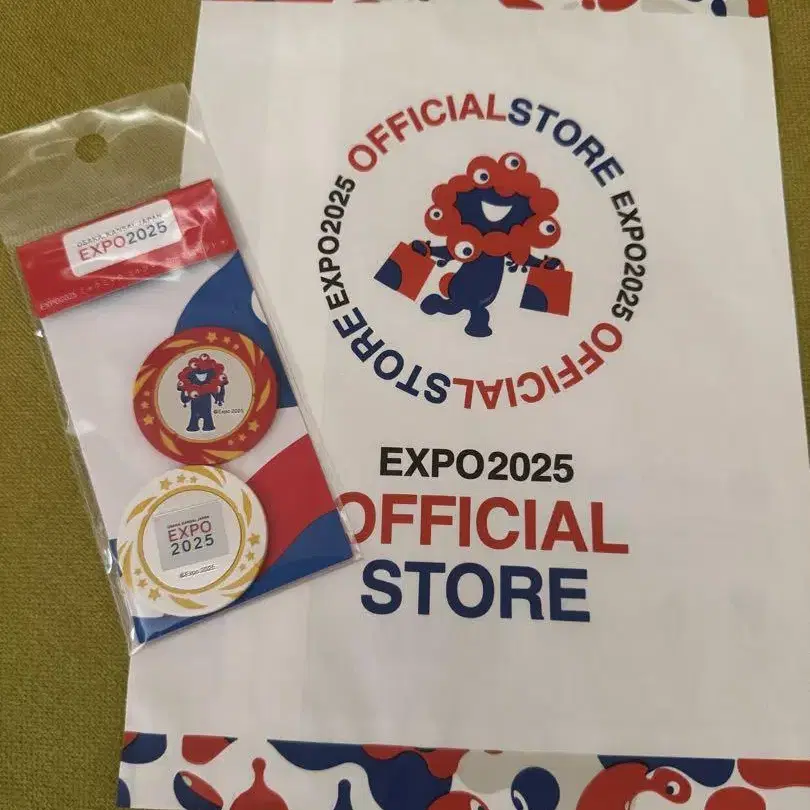 OSAKA, KANSAI, JAPAN
EXPO2025
EXPO2025
©Expo 2025
OSAKA, KANSAI, JAPAN
EXPO
2025
©Expo 2025
OFFICIALSTORE EXPO2025 OFFICIALSTORE EXPO2025
EXPO2025
OFFICIAL
STORE